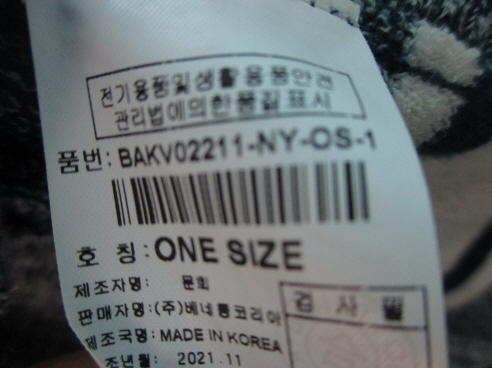 전기용품및생활용품안전
관리법에의한품질표시
품번: BAKV02211-NY-OS-1
호 칭: ONE SIZE
제조자명: 문희
판매자명: (주)베네통코리아
제조국명: MADE IN KOREA
조년월: 2021.11
검 사 필